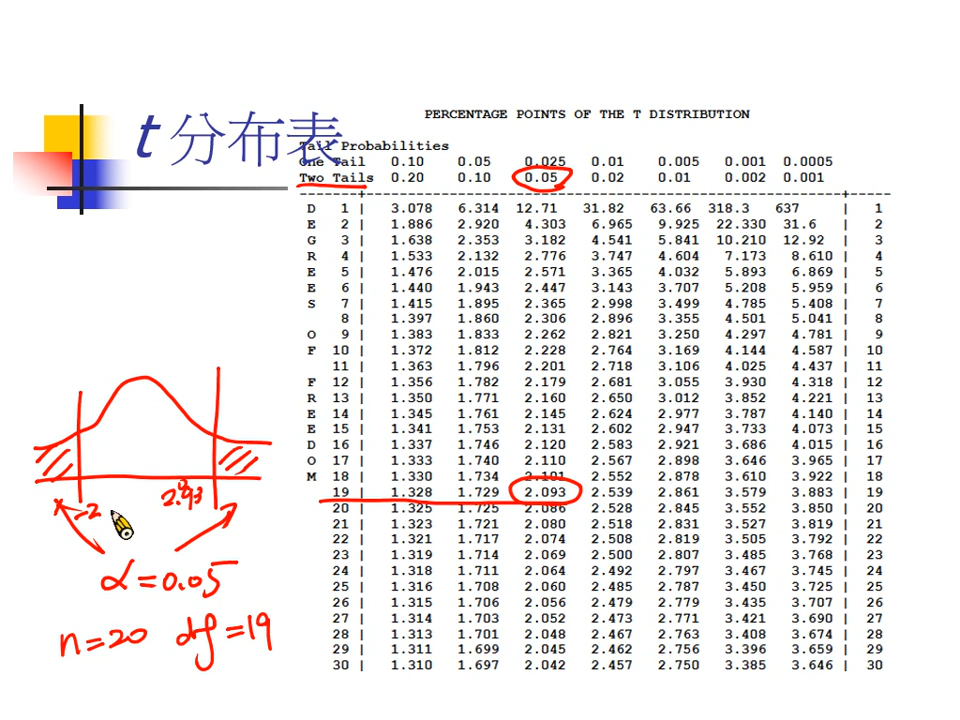 t 分布表
PERCENTAGE POINTS OF THE T DISTRIBUTION
Tail Probabilities
One Tail 0.10 0.05 0.025 0.01 0.005 0.001 0.0005
Two Tails 0.20 0.10 0.05 0.02 0.01 0.002 0.001
D 1 | 3.078 6.314 12.71 31.82 63.66 318.3 637 | 1
E 2 | 1.886 2.920 4.303 6.965 9.925 22.330 31.6 | 2
G 3 | 1.638 2.353 3.182 4.541 5.841 10.210 12.92 | 3
R 4 | 1.533 2.132 2.776 3.747 4.604 7.173 8.610 | 4
E 5 | 1.476 2.015 2.571 3.365 4.032 5.893 6.869 | 5
E 6 | 1.440 1.943 2.447 3.143 3.707 5.208 5.959 | 6
S 7 | 1.415 1.895 2.365 2.998 3.499 4.785 5.408 | 7
8 | 1.397 1.860 2.306 2.896 3.355 4.501 5.041 | 8
O 9 | 1.383 1.833 2.262 2.821 3.250 4.297 4.781 | 9
F 10 | 1.372 1.812 2.228 2.764 3.169 4.144 4.587 | 10
11 | 1.363 1.796 2.201 2.718 3.106 4.025 4.437 | 11
F 12 | 1.356 1.782 2.179 2.681 3.055 3.930 4.318 | 12
R 13 | 1.350 1.771 2.160 2.650 3.012 3.852 4.221 | 13
E 14 | 1.345 1.761 2.145 2.624 2.977 3.787 4.140 | 14
E 15 | 1.341 1.753 2.131 2.602 2.947 3.733 4.073 | 15
D 16 | 1.337 1.746 2.120 2.583 2.921 3.686 4.015 | 16
O 17 | 1.333 1.740 2.110 2.567 2.898 3.646 3.965 | 17
M 18 | 1.330 1.734 2.101 2.552 2.878 3.610 3.922 | 18
19 | 1.328 1.729 2.093 2.539 2.861 3.579 3.883 | 19
20 | 1.325 1.725 2.086 2.528 2.845 3.552 3.850 | 20
21 | 1.323 1.721 2.080 2.518 2.831 3.527 3.819 | 21
22 | 1.321 1.717 2.074 2.508 2.819 3.505 3.792 | 22
23 | 1.319 1.714 2.069 2.500 2.807 3.485 3.768 | 23
24 | 1.318 1.711 2.064 2.492 2.797 3.467 3.745 | 24
25 | 1.316 1.708 2.060 2.485 2.787 3.450 3.725 | 25
26 | 1.315 1.706 2.056 2.479 2.779 3.435 3.707 | 26
27 | 1.314 1.703 2.052 2.473 2.771 3.421 3.690 | 27
28 | 1.313 1.701 2.048 2.467 2.763 3.408 3.674 | 28
29 | 1.311 1.699 2.045 2.462 2.756 3.396 3.659 | 29
30 | 1.310 1.697 2.042 2.457 2.750 3.385 3.646 | 30
2.093
-2
α=0.05
n=20 df=19